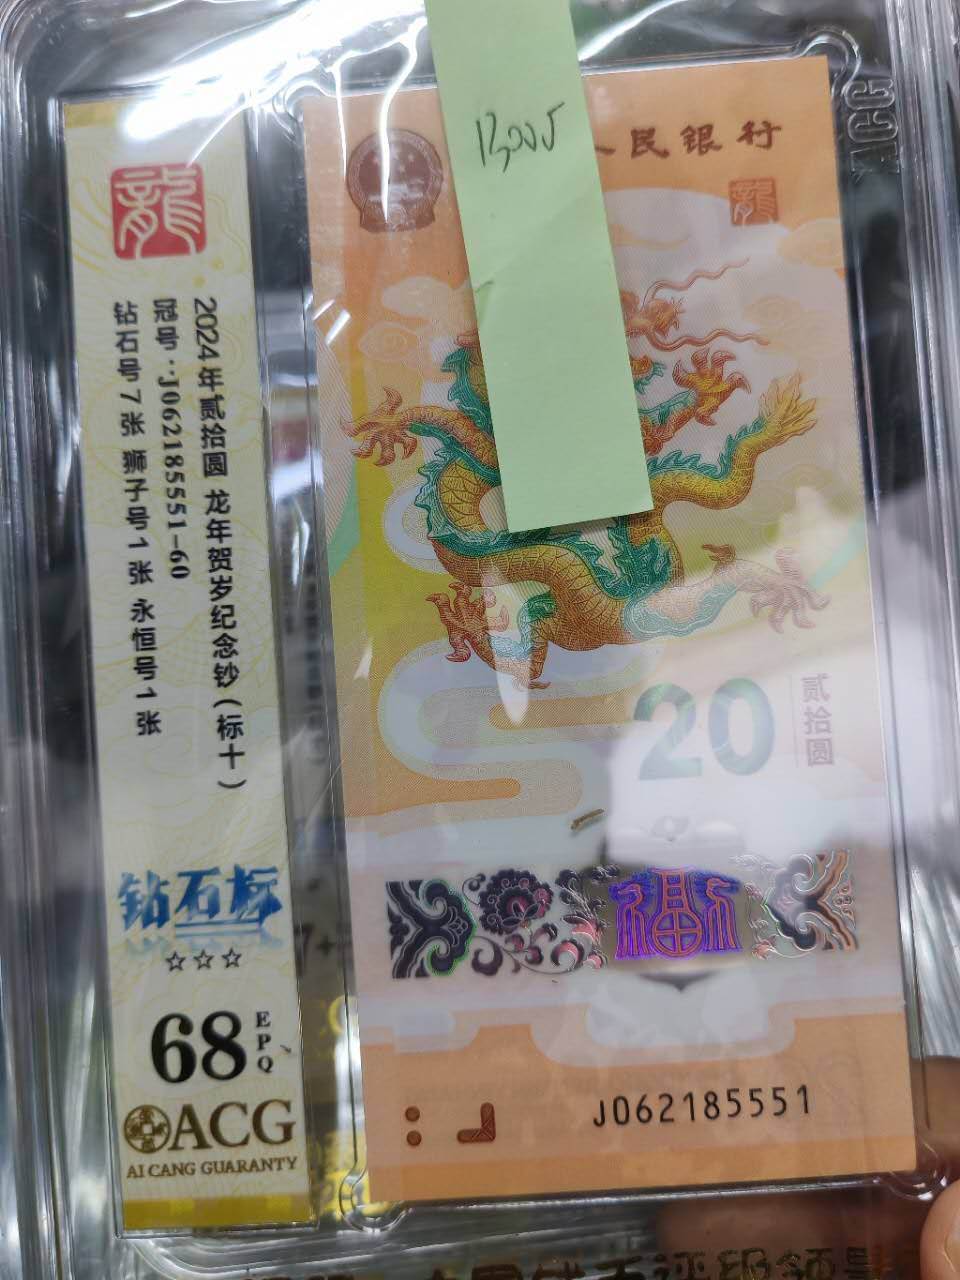 龍
2024年贰拾圆 龙年贺岁纪念钞(标十)
冠号:J062185551-60
钻石号7张 狮子号1张 永恒号1张
钻石标
☆☆☆
68
EPQ
ACG
AI CANG GUARANTY
人民银行
龍
20
贰拾圆
福
J062185551
ACG